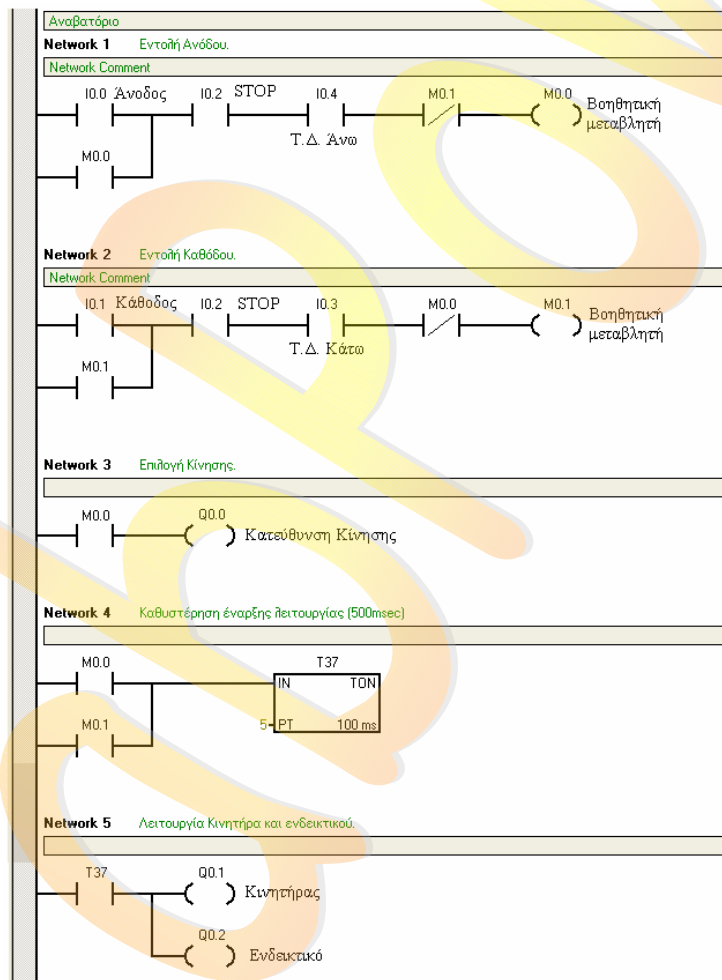 Αναβατόριο
Network 1 Εντολή Ανόδου.
Network Comment
I0.0 Άνοδος I0.2 STOP I0.4 M0.1 M0.0
Βοηθητική
μεταβλητή
Τ.Δ. Άνω
M0.0
Network 2 Εντολή Καθόδου.
Network Comment
I0.1 Κάθοδος I0.2 STOP I0.3 M0.0 M0.1
Βοηθητική
μεταβλητή
Τ.Δ. Κάτω
M0.1
Network 3 Επιλογή Κίνησης.
M0.0 Q0.0
Κατεύθυνση Κίνησης
Network 4 Καθυστέρηση έναρξης λειτουργίας (500msec)
M0.0 T37
IN TON
M0.1
5 PT 100 ms
Network 5 Λειτουργία Κινητήρα και ενδεικτικού.
T37 Q0.1
Κινητήρας
Q0.2
Ενδεικτικό